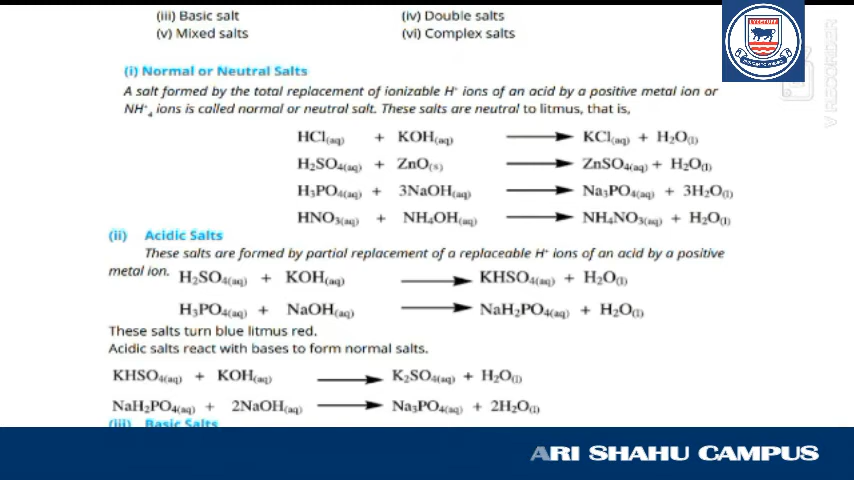 (iii) Basic salt (iv) Double salts
(v) Mixed salts (vi) Complex salts
(i) Normal or Neutral Salts
A salt formed by the total replacement of ionizable H⁺ ions of an acid by a positive metal ion or
NH⁺₄ ions is called normal or neutral salt. These salts are neutral to litmus, that is,
HCl(aq) + KOH(aq) ⟶ KCl(aq) + H₂O(l)
H₂SO₄(aq) + ZnO(s) ⟶ ZnSO₄(aq) + H₂O(l)
H₃PO₄(aq) + 3NaOH(aq) ⟶ Na₃PO₄(aq) + 3H₂O(l)
HNO₃(aq) + NH₄OH(aq) ⟶ NH₄NO₃(aq) + H₂O(l)
(ii) Acidic Salts
These salts are formed by partial replacement of a replaceable H⁺ ions of an acid by a positive
metal ion. H₂SO₄(aq) + KOH(aq) ⟶ KHSO₄(aq) + H₂O(l)
H₃PO₄(aq) + NaOH(aq) ⟶ NaH₂PO₄(aq) + H₂O(l)
These salts turn blue litmus red.
Acidic salts react with bases to form normal salts.
KHSO₄(aq) + KOH(aq) ⟶ K₂SO₄(aq) + H₂O(l)
NaH₂PO₄(aq) + 2NaOH(aq) ⟶ Na₃PO₄(aq) + 2H₂O(l)
(iii) Basic Salts
ARI SHAHU CAMPUS
V RECORDER